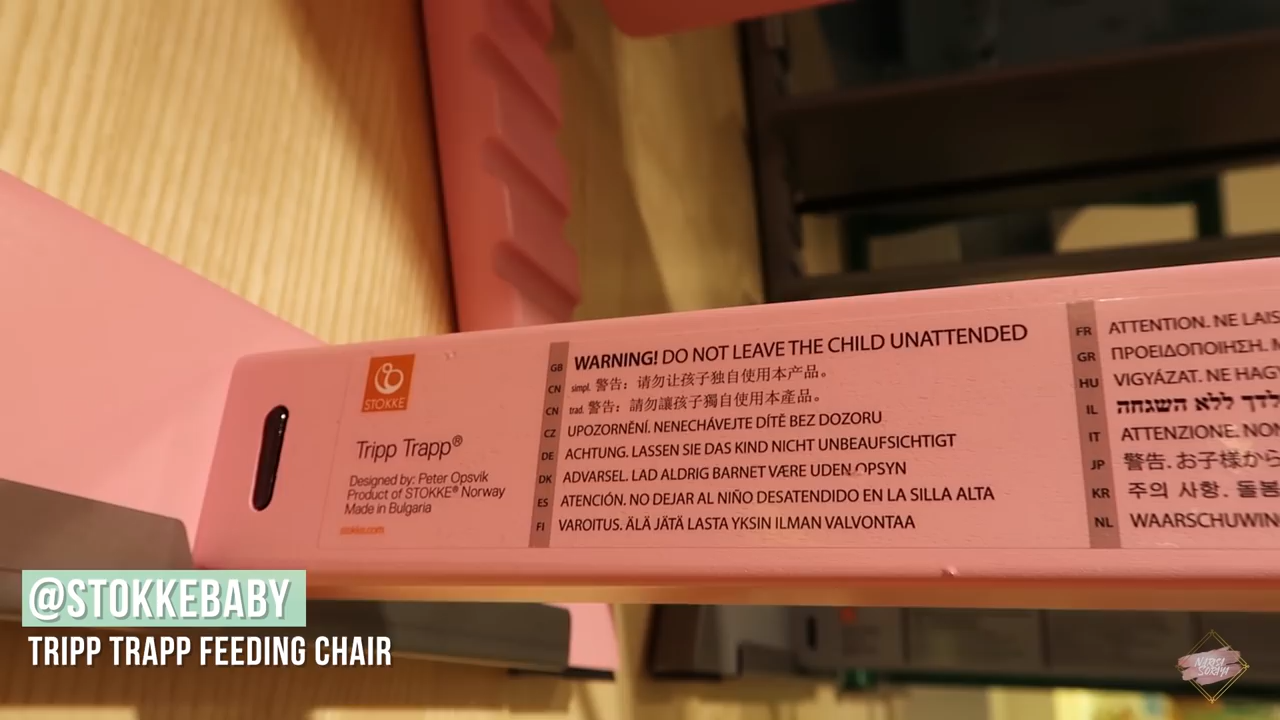 STOKKE
Tripp Trapp®
Designed by: Peter Opsvik
Product of STOKKE® Norway
Made in Bulgaria
stokke.com
GB WARNING! DO NOT LEAVE THE CHILD UNATTENDED
CN simpl. 警告：请勿让孩子独自使用本产品。
CN trad. 警告：請勿讓孩子獨自使用本產品。
CZ UPOZORNĚNÍ. NENECHÁVEJTE DÍTĚ BEZ DOZORU
DE ACHTUNG. LASSEN SIE DAS KIND NICHT UNBEAUFSICHTIGT
DK ADVARSEL. LAD ALDRIG BARNET VÆRE UDEN OPSYN
ES ATENCIÓN. NO DEJAR AL NIÑO DESATENDIDO EN LA SILLA ALTA
FI VAROITUS. ÄLÄ JÄTÄ LASTA YKSIN ILMAN VALVONTAA
FR ATTENTION. NE LAIS
GR ΠΡΟΕΙΔΟΠΟΙΗΣΗ.
HU VIGYÁZAT. NE HAGY
IL ללא השגחה
IT ATTENZIONE. NON
JP 警告. お子様から
KR 주의 사항. 돌봄
NL WAARSCHUWIN
@STOKKEBABY
TRIPP TRAPP FEEDING CHAIR